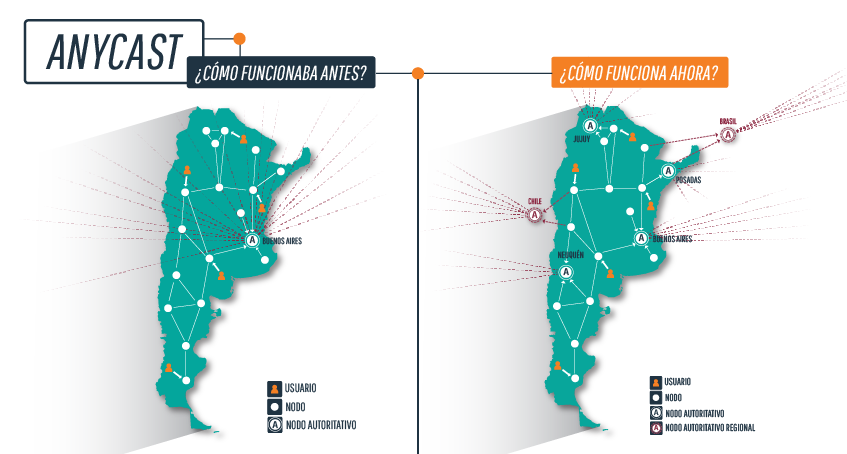 ANYCAST
¿CÓMO FUNCIONABA ANTES?
A
BUENOS AIRES
USUARIO
NODO
A NODO AUTORITATIVO
¿CÓMO FUNCIONA AHORA?
A
JUJUY
BRASIL
A
A
POSADAS
CHILE
A
A
BUENOS AIRES
NEUQUÉN
A
USUARIO
NODO
A NODO AUTORITATIVO
A NODO AUTORITATIVO REGIONAL